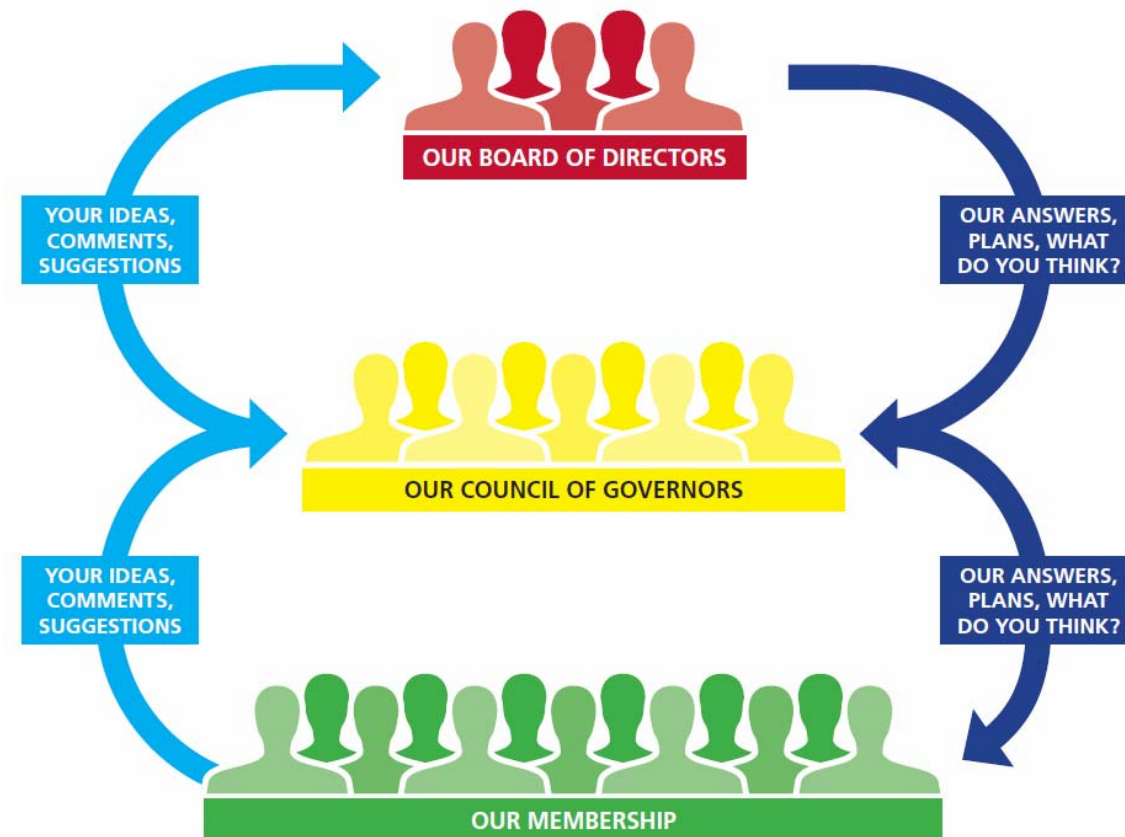 OUR BOARD OF DIRECTORS
YOUR IDEAS,
COMMENTS,
SUGGESTIONS
OUR ANSWERS,
PLANS, WHAT
DO YOU THINK?
OUR COUNCIL OF GOVERNORS
YOUR IDEAS,
COMMENTS,
SUGGESTIONS
OUR ANSWERS,
PLANS, WHAT
DO YOU THINK?
OUR MEMBERSHIP